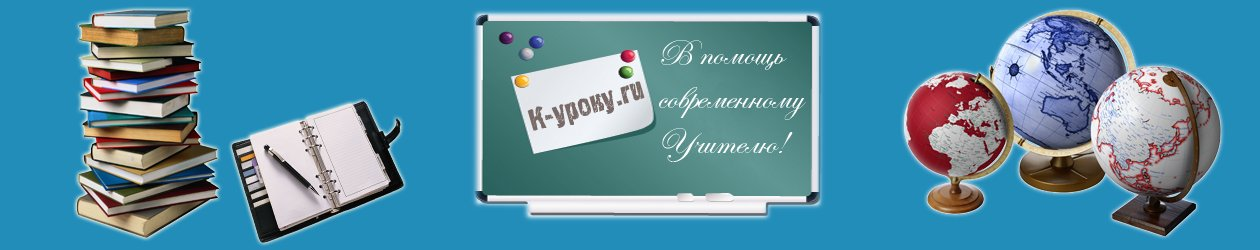 К-уроку.ru
В помощь
современному
Учителю!